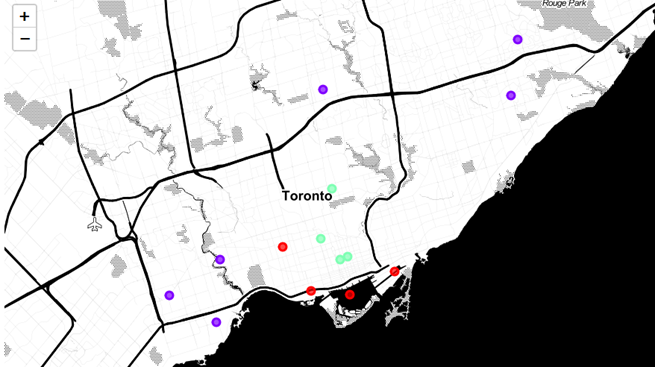 +
Rouge Park
−
Toronto